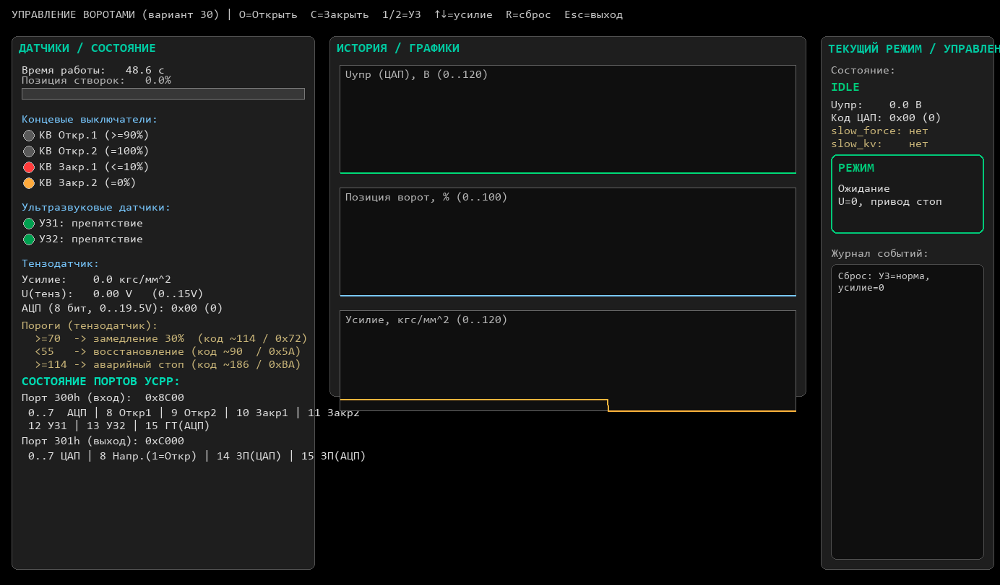 УПРАВЛЕНИЕ ВОРОТАМИ (вариант 30) | О=Открыть  С=Закрыть  1/2=УЗ  ↑↓=усилие  R=сброс  Esc=выход
ДАТЧИКИ / СОСТОЯНИЕ
Время работы:   48.6 с
Позиция створок:   0.0%
Концевые выключатели:
КВ Откр.1 (>=90%)
КВ Откр.2 (=100%)
КВ Закр.1 (<=10%)
КВ Закр.2 (=0%)
Ультразвуковые датчики:
УЗ1: препятствие
УЗ2: препятствие
Тензодатчик:
Усилие:    0.0 кгс/мм^2
U(тенз):   0.00 V   (0..15V)
АЦП (8 бит, 0..19.5V): 0x00 (0)
Пороги (тензодатчик):
>=70  -> замедление 30%  (код ~114 / 0x72)
<55   -> восстановление (код ~90  / 0x5A)
>=114 -> аварийный стоп (код ~186 / 0xBA)
СОСТОЯНИЕ ПОРТОВ УСРР:
Порт 300h (вход):  0x8C00
0..7  АЦП | 8 Откр1 | 9 Откр2 | 10 Закр1 | 11 Закр2
12 УЗ1 | 13 УЗ2 | 15 ГТ(АЦП)
Порт 301h (выход): 0xC000
0..7 ЦАП | 8 Напр.(1=Откр) | 14 ЗП(ЦАП) | 15 ЗП(АЦП)
ИСТОРИЯ / ГРАФИКИ
Uупр (ЦАП), В (0..120)
Позиция ворот, % (0..100)
Усилие, кгс/мм^2 (0..120)
ТЕКУЩИЙ РЕЖИМ / УПРАВЛЕН
Состояние:
IDLE
Uупр:    0.0 В
Код ЦАП: 0x00 (0)
slow_force: нет
slow_kv:    нет
РЕЖИМ
Ожидание
U=0, привод стоп
Журнал событий:
Сброс: УЗ=норма,
усилие=0